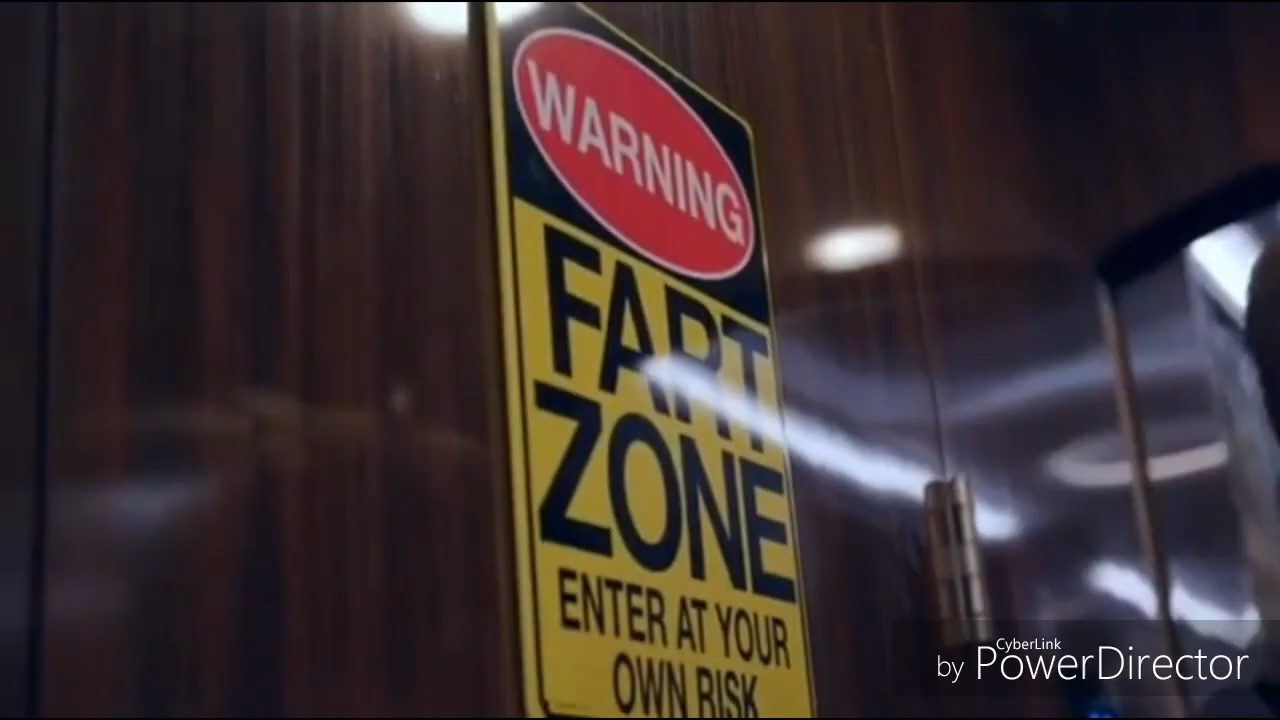 WARNING
FART
ZONE
ENTER AT YOUR
OWN RISK
CyberLink
by PowerDirector